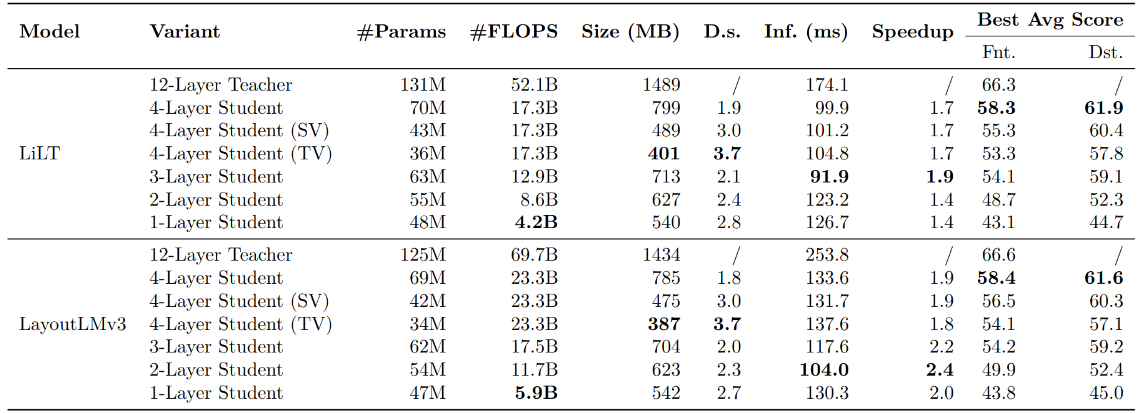 Model Variant #Params #FLOPS Size (MB) D.s. Inf. (ms) Speedup Best Avg Score
Fnt. Dst.
12-Layer Teacher 131M 52.1B 1489 / 174.1 / 66.3 /
4-Layer Student 70M 17.3B 799 1.9 99.9 1.7 58.3 61.9
4-Layer Student (SV) 43M 17.3B 489 3.0 101.2 1.7 55.3 60.4
LiLT 4-Layer Student (TV) 36M 17.3B 401 3.7 104.8 1.7 53.3 57.8
3-Layer Student 63M 12.9B 713 2.1 91.9 1.9 54.1 59.1
2-Layer Student 55M 8.6B 627 2.4 123.2 1.4 48.7 52.3
1-Layer Student 48M 4.2B 540 2.8 126.7 1.4 43.1 44.7
12-Layer Teacher 125M 69.7B 1434 / 253.8 / 66.6 /
4-Layer Student 69M 23.3B 785 1.8 133.6 1.9 58.4 61.6
4-Layer Student (SV) 42M 23.3B 475 3.0 131.7 1.9 56.5 60.3
LayoutLMv3 4-Layer Student (TV) 34M 23.3B 387 3.7 137.6 1.8 54.1 57.1
3-Layer Student 62M 17.5B 704 2.0 117.6 2.2 54.2 59.2
2-Layer Student 54M 11.7B 623 2.3 104.0 2.4 49.9 52.4
1-Layer Student 47M 5.9B 542 2.7 130.3 2.0 43.8 45.0